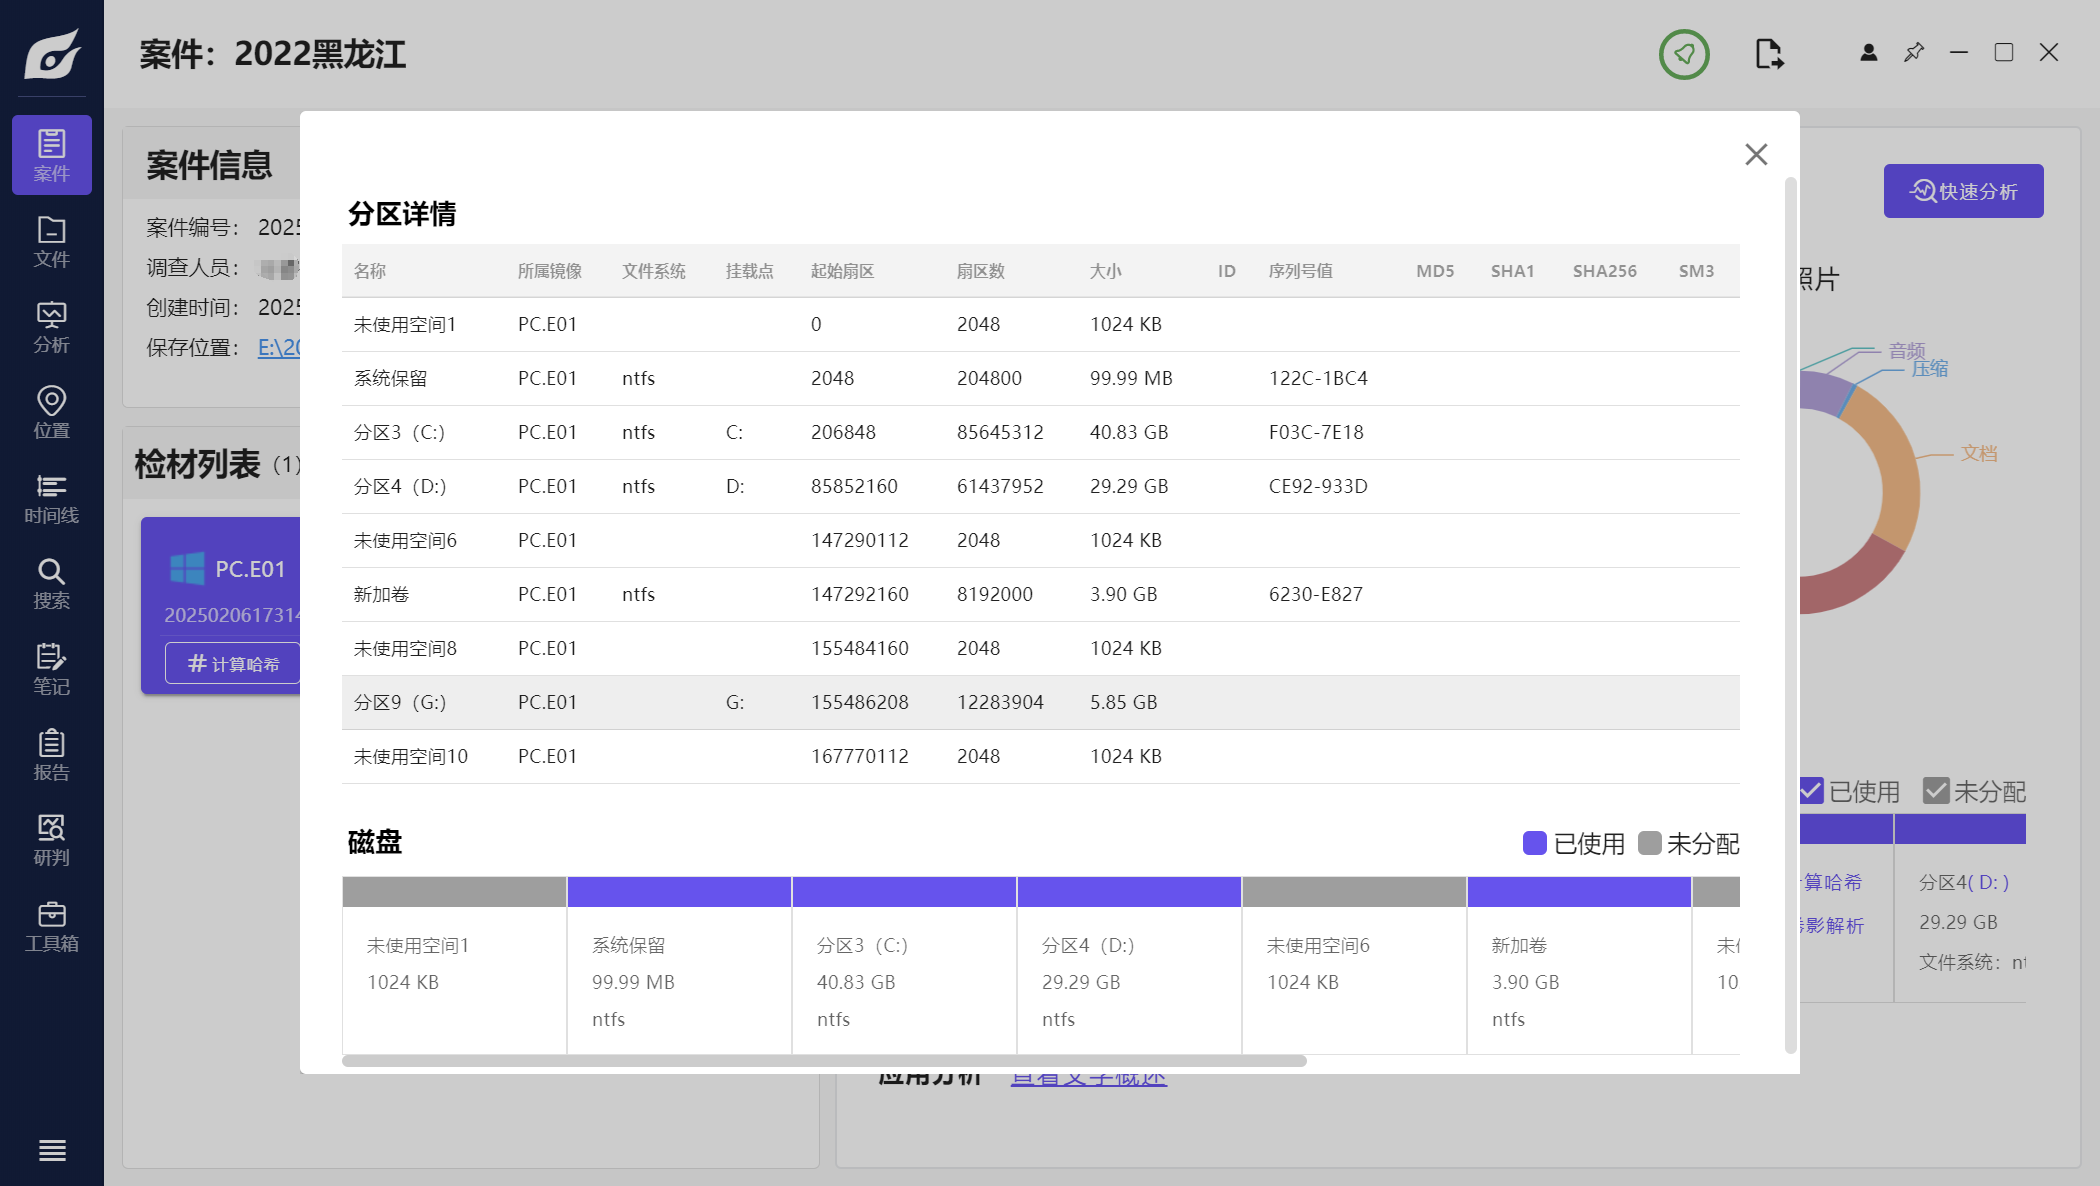 案件：2022黑龙江
案件
文件
分析
位置
时间线
搜索
笔记
报告
研判
工具箱
案件信息
案件编号： 2025
调查人员：
创建时间： 2025
保存位置： E:\20
检材列表（1）
PC.E01
2025020617314
计算哈希
快速分析
照片
音频
压缩
文档
已使用 未分配
计算哈希
卷影解析
分区4( D: )
29.29 GB
文件系统：nt
应用分析 查看文字概述
分区详情
名称 所属镜像 文件系统 挂载点 起始扇区 扇区数 大小 ID 序列号值 MD5 SHA1 SHA256 SM3
未使用空间1 PC.E01 0 2048 1024 KB
系统保留 PC.E01 ntfs 2048 204800 99.99 MB 122C-1BC4
分区3（C:） PC.E01 ntfs C: 206848 85645312 40.83 GB F03C-7E18
分区4（D:） PC.E01 ntfs D: 85852160 61437952 29.29 GB CE92-933D
未使用空间6 PC.E01 147290112 2048 1024 KB
新加卷 PC.E01 ntfs 147292160 8192000 3.90 GB 6230-E827
未使用空间8 PC.E01 155484160 2048 1024 KB
分区9（G:） PC.E01 G: 155486208 12283904 5.85 GB
未使用空间10 PC.E01 167770112 2048 1024 KB
磁盘
已使用 未分配
未使用空间1
1024 KB
系统保留
99.99 MB
ntfs
分区3（C:）
40.83 GB
ntfs
分区4（D:）
29.29 GB
ntfs
未使用空间6
1024 KB
新加卷
3.90 GB
ntfs
未
10